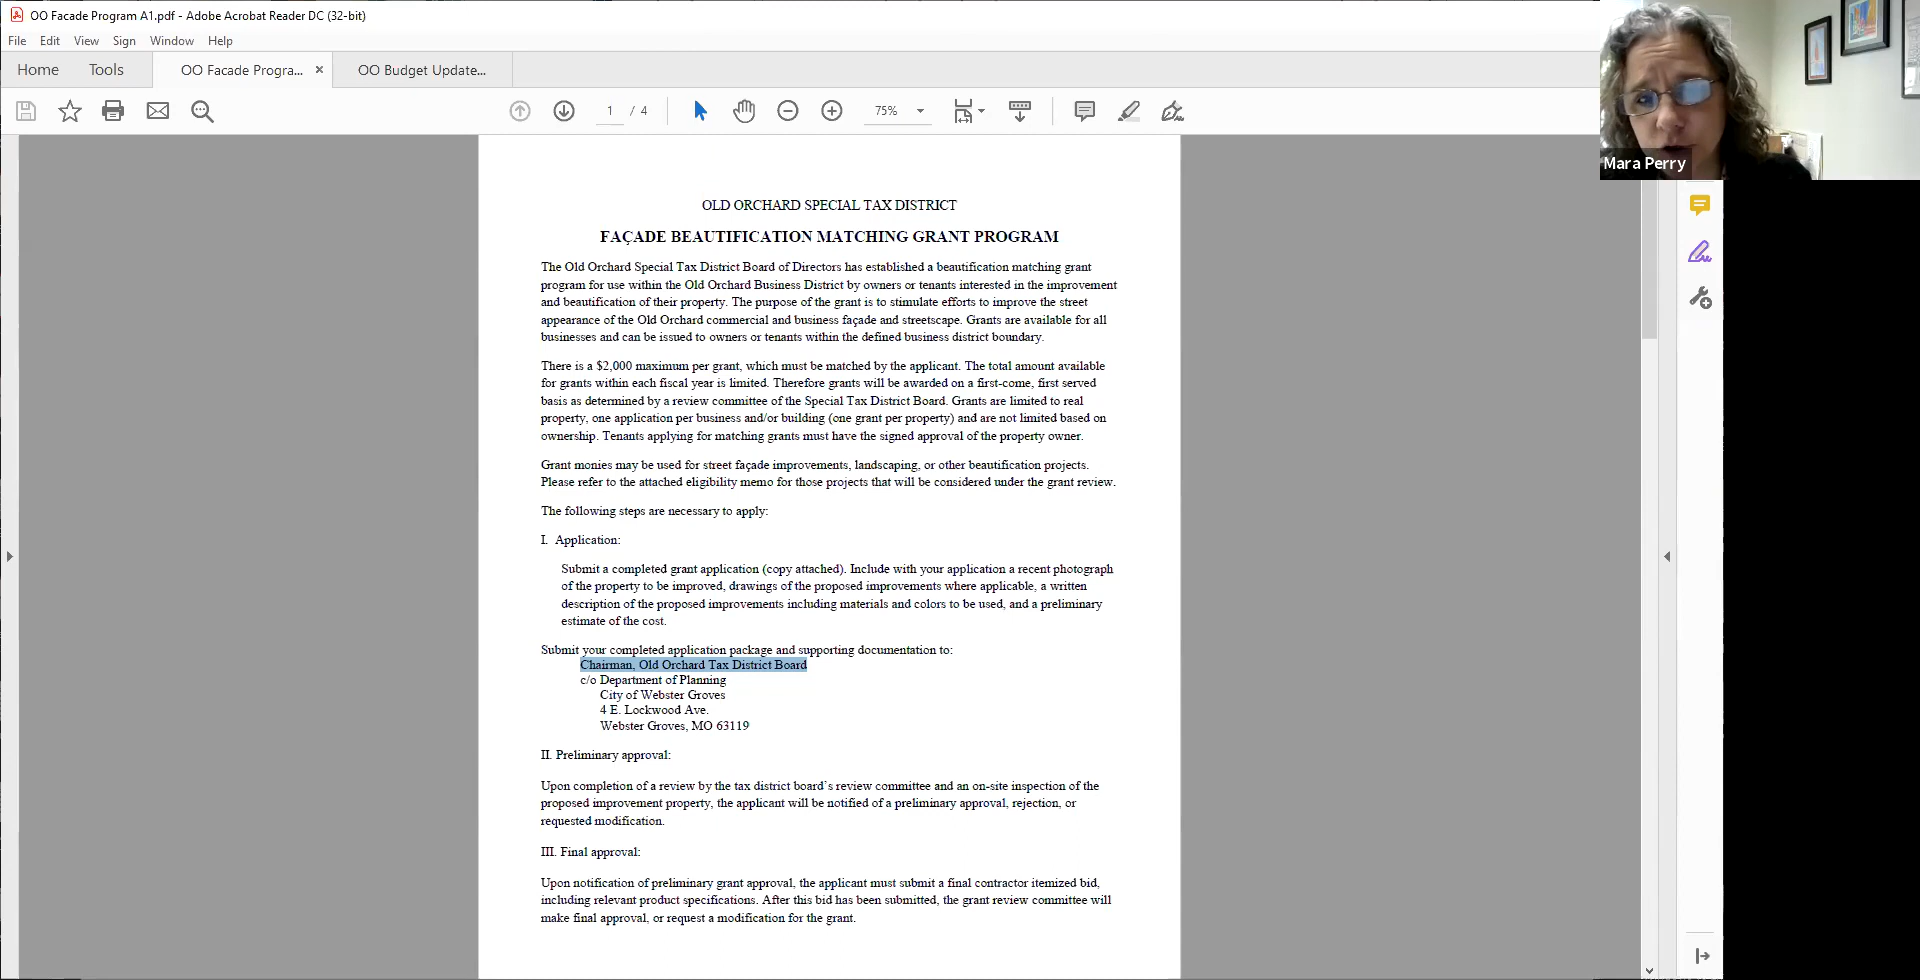 OO Facade Program A1.pdf - Adobe Acrobat Reader DC (32-bit)
File Edit View Sign Window Help
Home Tools OO Facade Progra... × OO Budget Update...
1 / 4 75%
Mara Perry
OLD ORCHARD SPECIAL TAX DISTRICT
FAÇADE BEAUTIFICATION MATCHING GRANT PROGRAM
The Old Orchard Special Tax District Board of Directors has established a beautification matching grant
program for use within the Old Orchard Business District by owners or tenants interested in the improvement
and beautification of their property. The purpose of the grant is to stimulate efforts to improve the street
appearance of the Old Orchard commercial and business façade and streetscape. Grants are available for all
businesses and can be issued to owners or tenants within the defined business district boundary.
There is a $2,000 maximum per grant, which must be matched by the applicant. The total amount available
for grants within each fiscal year is limited. Therefore grants will be awarded on a first-come, first served
basis as determined by a review committee of the Special Tax District Board. Grants are limited to real
property, one application per business and/or building (one grant per property) and are not limited based on
ownership. Tenants applying for matching grants must have the signed approval of the property owner.
Grant monies may be used for street façade improvements, landscaping, or other beautification projects.
Please refer to the attached eligibility memo for those projects that will be considered under the grant review.
The following steps are necessary to apply:
I. Application:
Submit a completed grant application (copy attached). Include with your application a recent photograph
of the property to be improved, drawings of the proposed improvements where applicable, a written
description of the proposed improvements including materials and colors to be used, and a preliminary
estimate of the cost.
Submit your completed application package and supporting documentation to:
Chairman, Old Orchard Tax District Board
c/o Department of Planning
City of Webster Groves
4 E. Lockwood Ave.
Webster Groves, MO 63119
II. Preliminary approval:
Upon completion of a review by the tax district board’s review committee and an on-site inspection of the
proposed improvement property, the applicant will be notified of a preliminary approval, rejection, or
requested modification.
III. Final approval:
Upon notification of preliminary grant approval, the applicant must submit a final contractor itemized bid,
including relevant product specifications. After this bid has been submitted, the grant review committee will
make final approval, or request a modification for the grant.